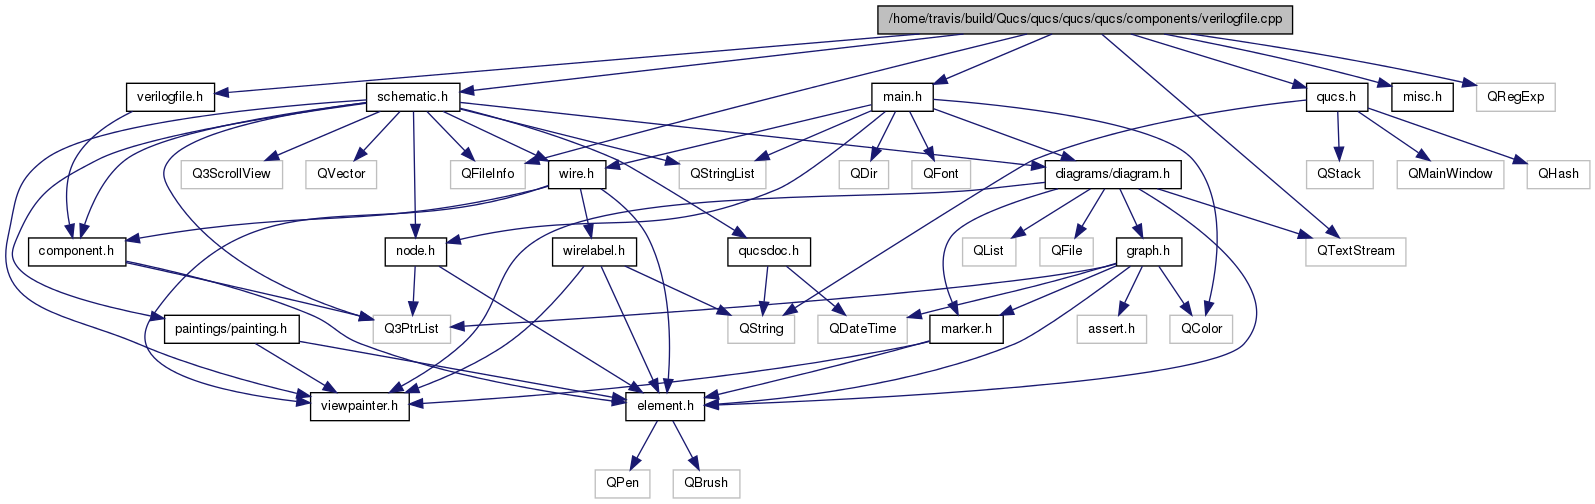 /home/travis/build/Qucs/qucs/qucs/qucs/components/verilogfile.cpp
verilogfile.h
schematic.h
main.h
qucs.h
misc.h
QRegExp
Q3ScrollView
QVector
QFileInfo
wire.h
QStringList
QDir
QFont
diagrams/diagram.h
QStack
QMainWindow
QHash
component.h
node.h
wirelabel.h
qucsdoc.h
QList
QFile
graph.h
QTextStream
paintings/painting.h
Q3PtrList
QString
QDateTime
marker.h
assert.h
QColor
viewpainter.h
element.h
QPen
QBrush